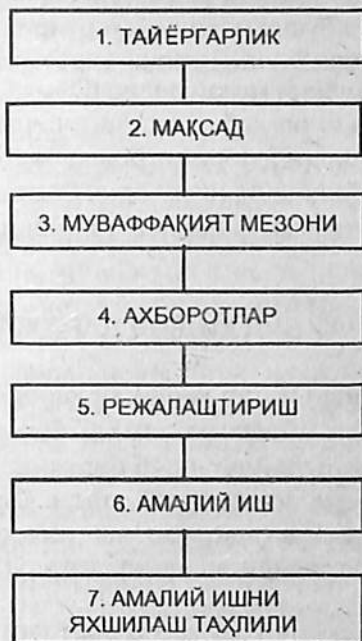 1. ТАЙЁРГАРЛИК
2. МАҚСАД
3. МУВАФФАҚИЯТ МЕЗОНИ
4. АХБОРОТЛАР
5. РЕЖАЛАШТИРИШ
6. АМАЛИЙ ИШ
7. АМАЛИЙ ИШНИ
ЯХШИЛАШ ТАҲЛИЛИ